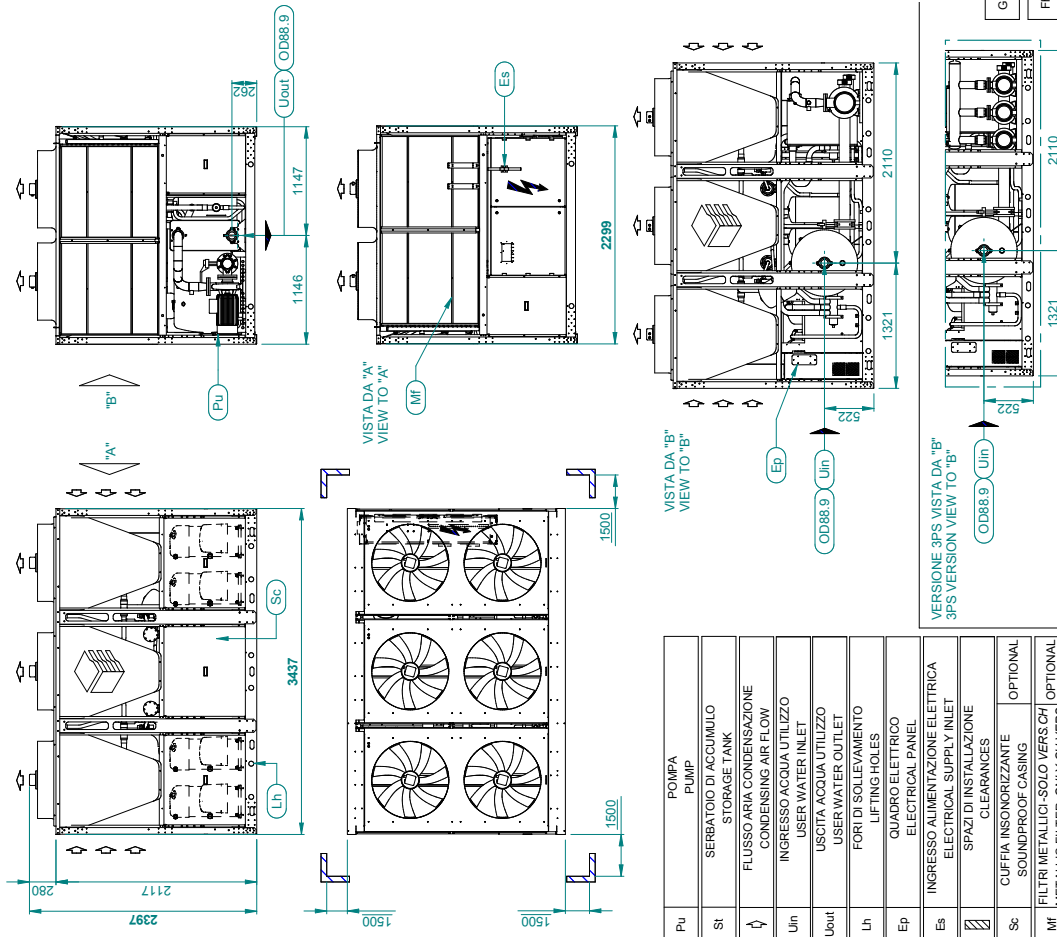 280
2117
2397
3437
Lh
Sc
"A"
"B"
Pu
1146
1147
262
Uout
OD88.9
1500
1500
1500
1500
VISTA DA "A"
VIEW TO "A"
Mf
Es
2299
VISTA DA "B"
VIEW TO "B"
Ep
OD88.9
Uin
522
1321
2110
VERSIONE 3PS VISTA DA "B"
3PS VERSION VIEW TO "B"
OD88.9
Uin
522
1321
2110
G
Pu POMPA
PUMP
St SERBATOIO DI ACCUMULO
STORAGE TANK
FLUSSO ARIA CONDENSAZIONE
CONDENSING AIR FLOW
Uin INGRESSO ACQUA UTILIZZO
USER WATER INLET
Uout USCITA ACQUA UTILIZZO
USER WATER OUTLET
Lh FORI DI SOLLEVAMENTO
LIFTING HOLES
Ep QUADRO ELETTRICO
ELECTRICAL PANEL
Es INGRESSO ALIMENTAZIONE ELETTRICA
ELECTRICAL SUPPLY INLET
SPAZI DI INSTALLAZIONE
CLEARANCES
Sc CUFFIA INSONORIZZANTE OPTIONAL
SOUNDPROOF CASING
Mf FILTRI METALLICI-SOLO VERS.CH OPTIONAL